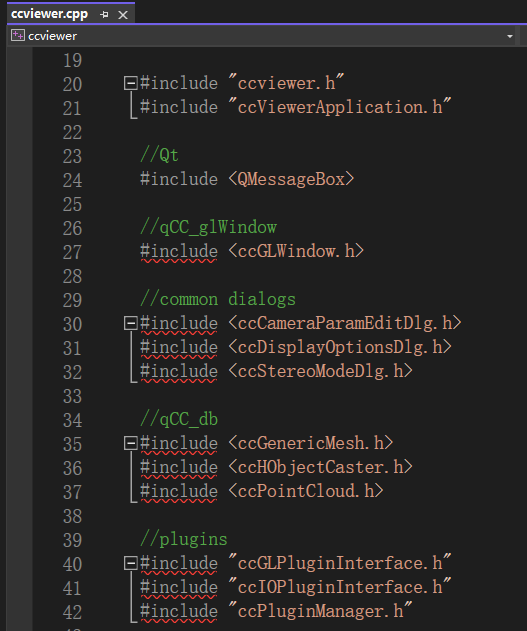 ccviewer.cpp
ccviewer
19
20 #include "ccviewer.h"
21 #include "ccViewerApplication.h"
22
23 //Qt
24 #include <QMessageBox>
25
26 //qCC_glWindow
27 #include <ccGLWindow.h>
28
29 //common dialogs
30 #include <ccCameraParamEditDlg.h>
31 #include <ccDisplayOptionsDlg.h>
32 #include <ccStereoModeDlg.h>
33
34 //qCC_db
35 #include <ccGenericMesh.h>
36 #include <ccHObjectCaster.h>
37 #include <ccPointCloud.h>
38
39 //plugins
40 #include "ccGLPluginInterface.h"
41 #include "ccIOPluginInterface.h"
42 #include "ccPluginManager.h"